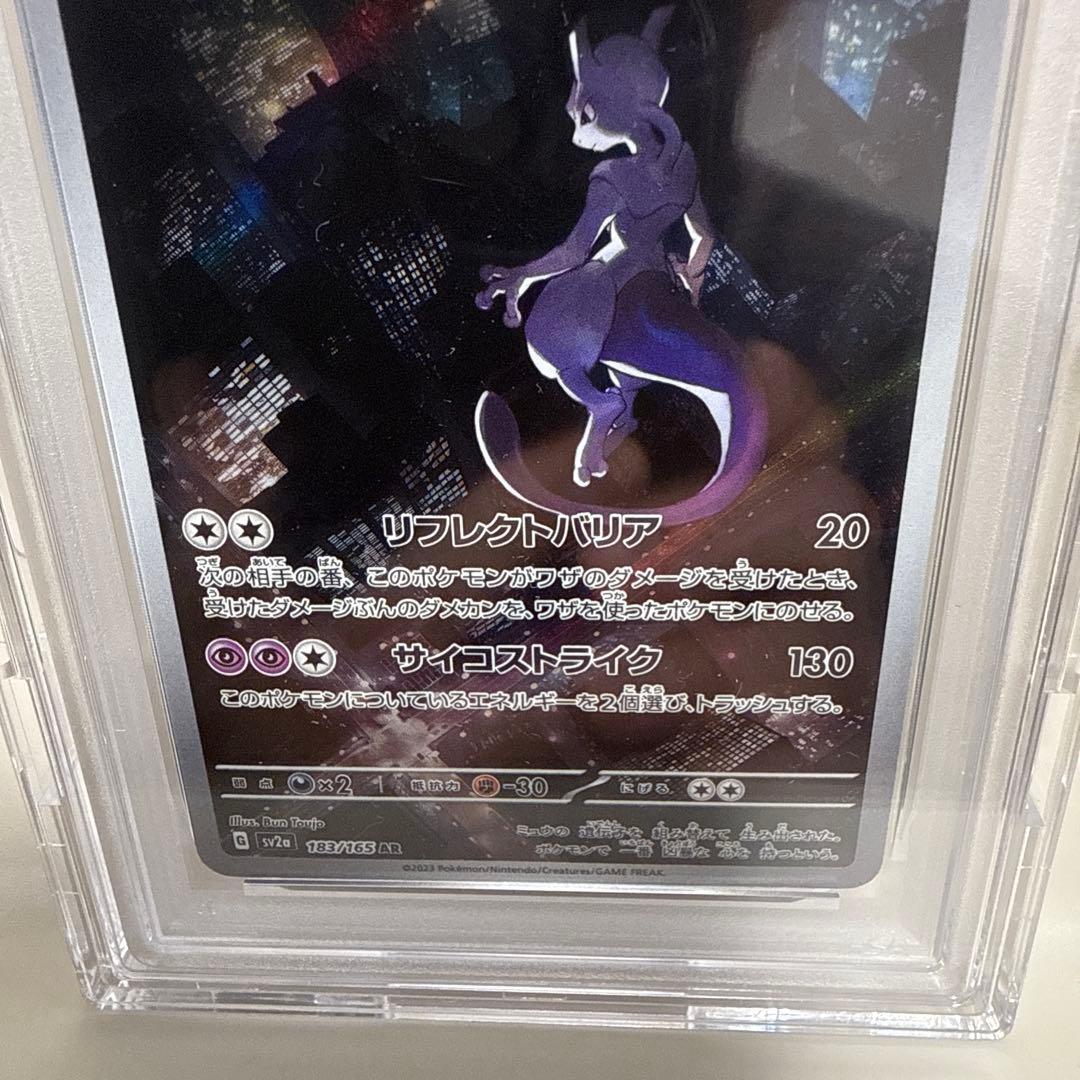 リフレクトバリア 20
次の相手の番、このポケモンがワザのダメージを受けたとき、
受けたダメージぶんのダメカンを、ワザを使ったポケモンにのせる。
サイコストライク 130
このポケモンについているエネルギーを2個選び、トラッシュする。
弱点 ×2 抵抗力 -30 にげる
Illus. Bun Toujo
G sv2a 183/165 AR
ミュウの 遺伝子を 組み替えて 生み出された。
ポケモンで 一番 凶暴な 心を 持つという。
©2023 Pokémon/Nintendo/Creatures/GAME FREAK.